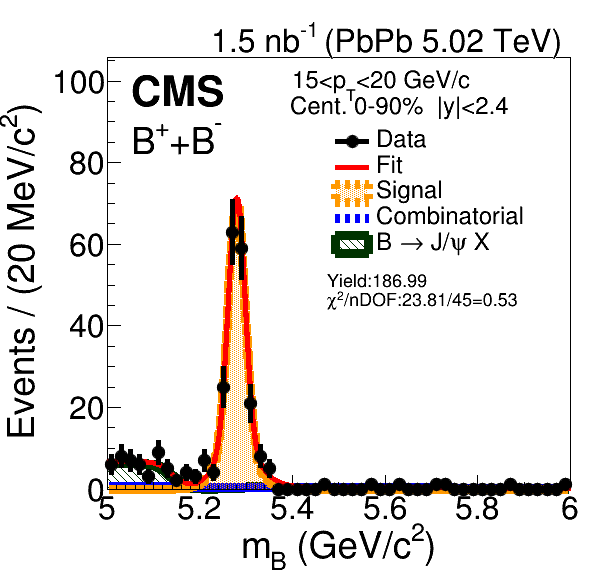 1.5 nb⁻¹ (PbPb 5.02 TeV)
CMS
B⁺+B⁻
15<p_T<20 GeV/c
Cent. 0-90% |y|<2.4
Data
Fit
Signal
Combinatorial
B → J/ψ X
Yield:186.99
χ²/nDOF:23.81/45=0.53
Events / (20 MeV/c²)
100
80
60
40
20
0
5
5.2
5.4
5.6
5.8
6
m_B (GeV/c²)